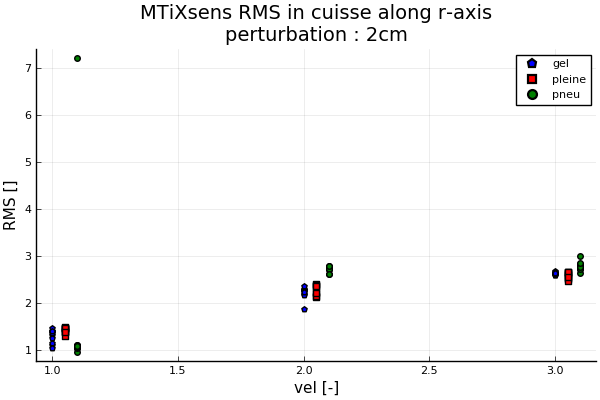 MTiXsens RMS in cuisse along r-axis
perturbation : 2cm
gel
pleine
pneu
RMS []
7
6
5
4
3
2
1
1.0
1.5
2.0
2.5
3.0
vel [-]